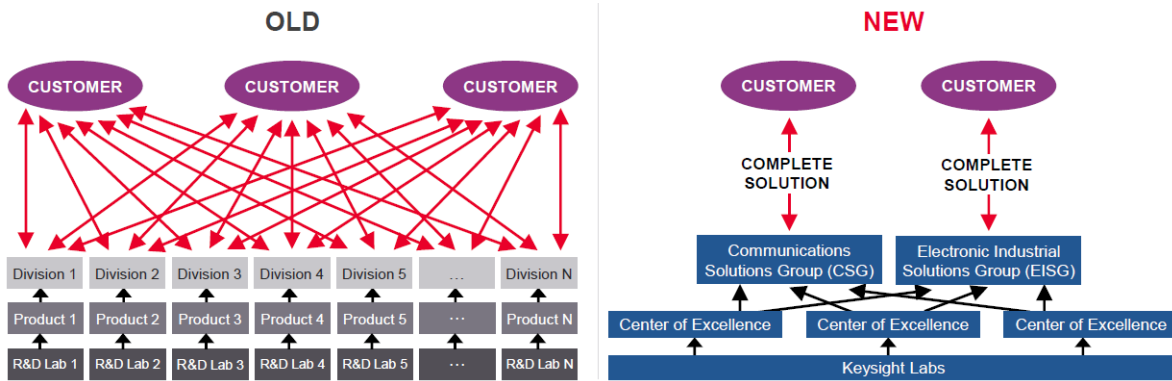 OLD
CUSTOMER
CUSTOMER
CUSTOMER
Division 1
Division 2
Division 3
Division 4
Division 5
...
Division N
Product 1
Product 2
Product 3
Product 4
Product 5
...
Product N
R&D Lab 1
R&D Lab 2
R&D Lab 3
R&D Lab 4
R&D Lab 5
...
R&D Lab N
NEW
CUSTOMER
CUSTOMER
COMPLETE
SOLUTION
COMPLETE
SOLUTION
Communications
Solutions Group (CSG)
Electronic Industrial
Solutions Group (EISG)
Center of Excellence
Center of Excellence
Center of Excellence
Keysight Labs